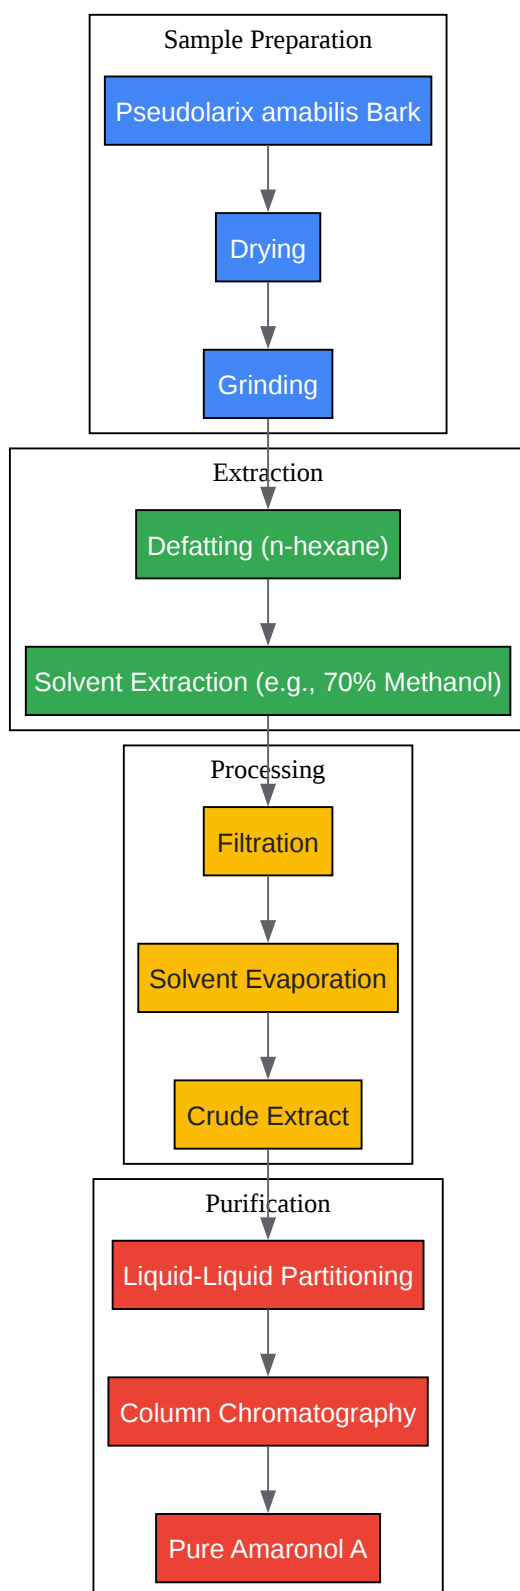 Sample Preparation
Pseudolarix amabilis Bark
Drying
Grinding
Extraction
Defatting (n-hexane)
Solvent Extraction (e.g., 70% Methanol)
Processing
Filtration
Solvent Evaporation
Crude Extract
Purification
Liquid-Liquid Partitioning
Column Chromatography
Pure Amaronol A